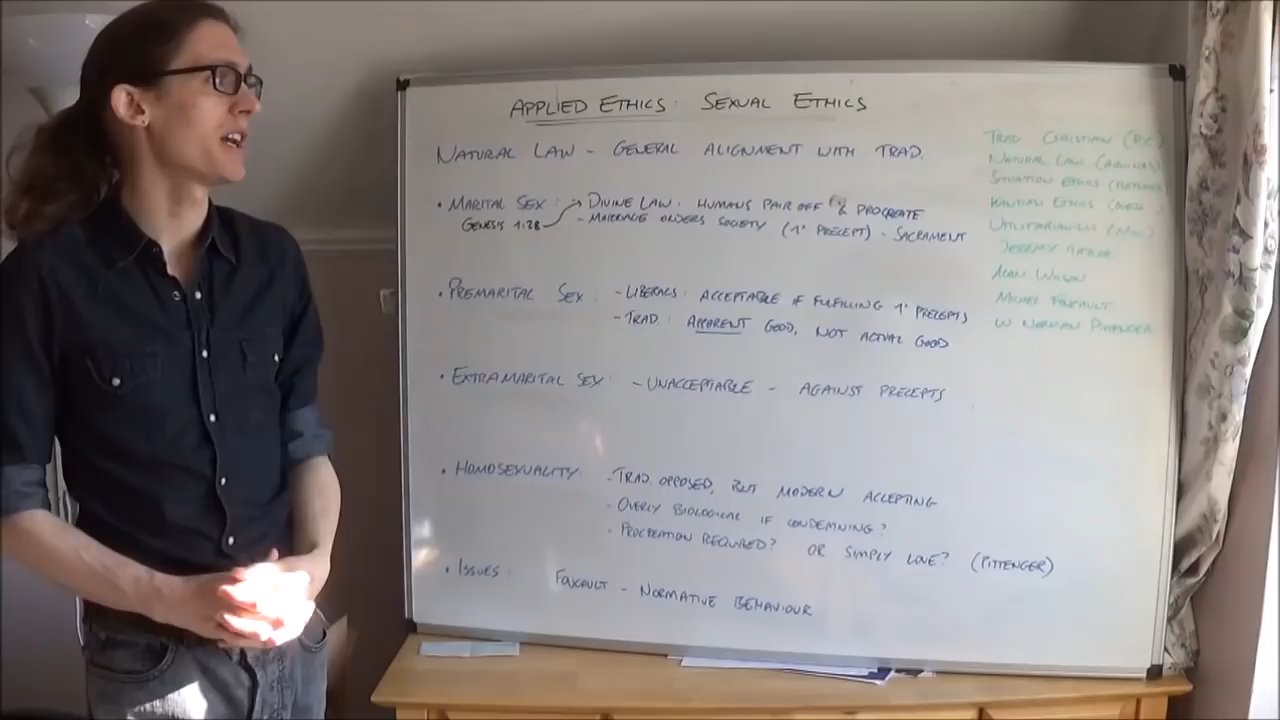 APPLIED ETHICS: SEXUAL ETHICS
NATURAL LAW - GENERAL ALIGNMENT WITH TRAD.
• MARITAL SEX: → DIVINE LAW: HUMANS PAIR OFF & PROCREATE
GENESIS 1:28 - MARRIAGE ORDERS SOCIETY (1° PRECEPT) - SACRAMENT
• PREMARITAL SEX: - LIBERALS: ACCEPTABLE IF FULFILLING 1° PRECEPTS
- TRAD: APPARENT GOOD, NOT ACTUAL GOOD
• EXTRAMARITAL SEX: - UNACCEPTABLE - AGAINST PRECEPTS
• HOMOSEXUALITY: - TRAD. OPPOSED, BUT MODERN ACCEPTING
- OVERLY BIOLOGICAL IF CONDEMNING?
- PROCREATION REQUIRED? OR SIMPLY LOVE? (PITTENGER)
• ISSUES: FOUCAULT - NORMATIVE BEHAVIOUR
TRAD CHRISTIAN (RC)
NATURAL LAW (AQUINAS)
SITUATION ETHICS
KANTIAN ETHICS
UTILITARIANISM
JEREMY
ALAN WILSON
MICHEL FOUCAULT
W NORMAN PITTENGER